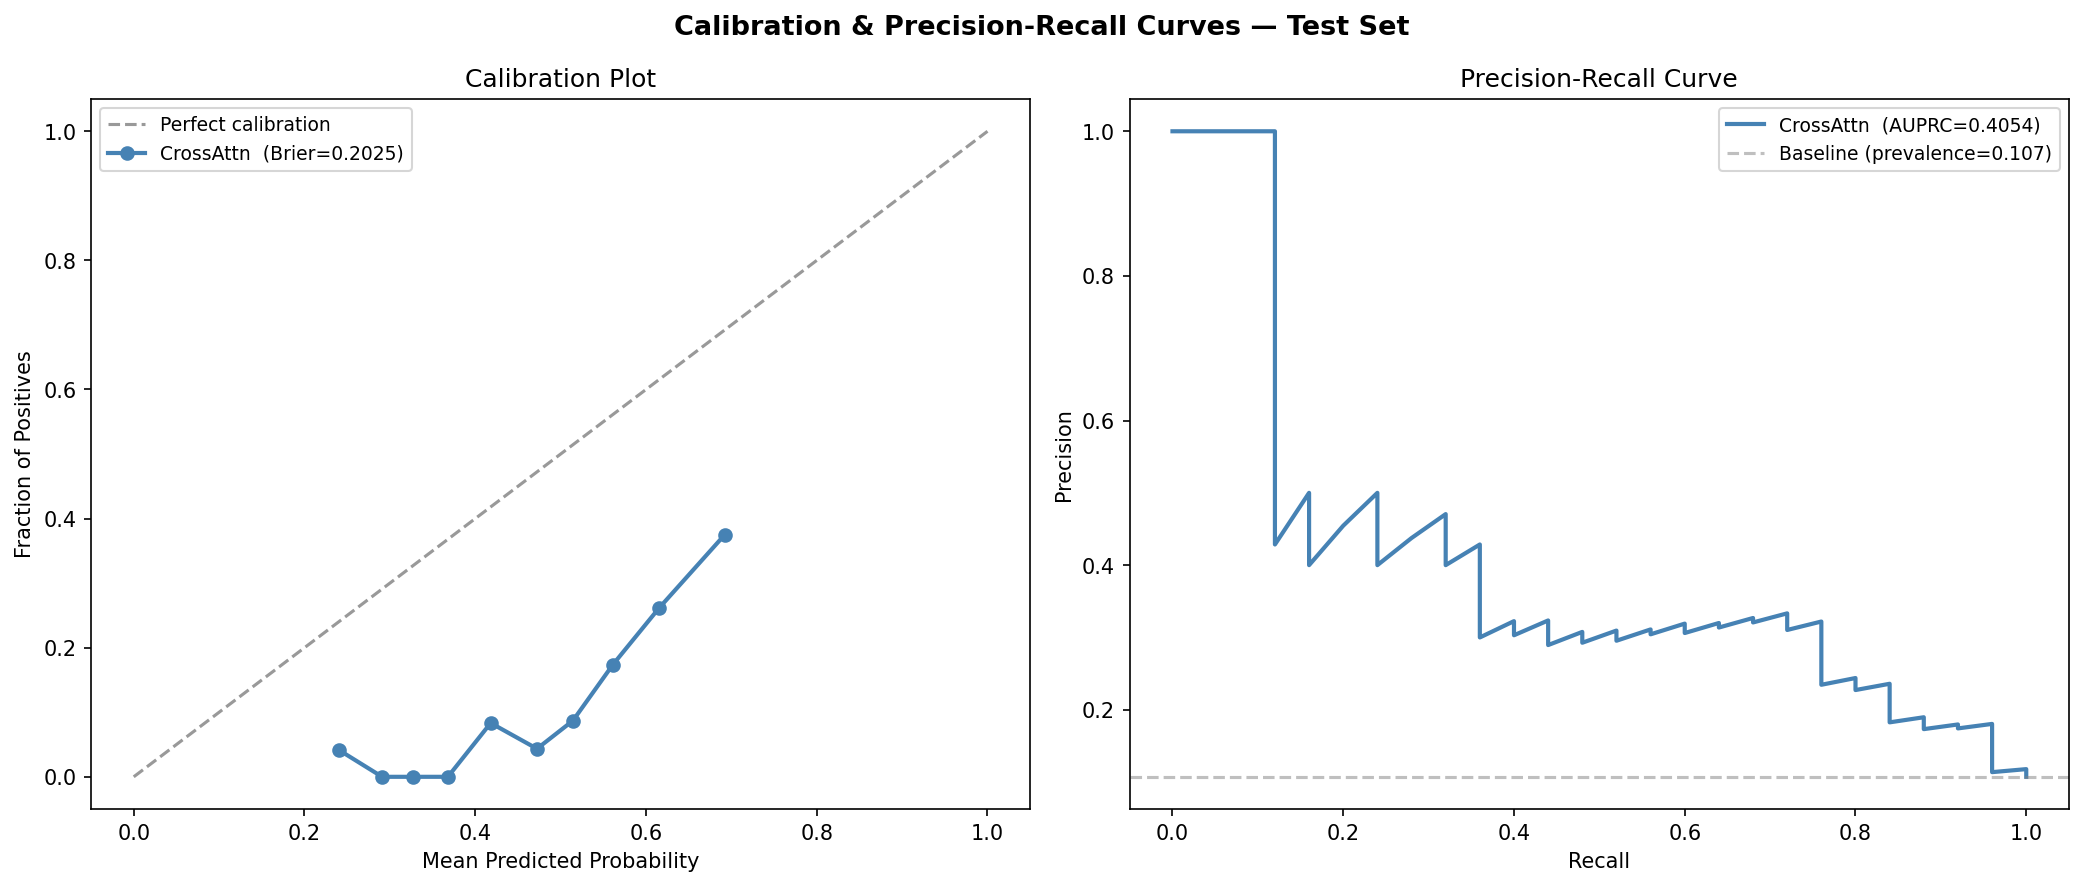 Calibration & Precision-Recall Curves — Test Set
Calibration Plot
Perfect calibration
CrossAttn (Brier=0.2025)
1.0
0.8
0.6
0.4
0.2
0.0
Fraction of Positives
0.0 0.2 0.4 0.6 0.8 1.0
Mean Predicted Probability
Precision-Recall Curve
CrossAttn (AUPRC=0.4054)
Baseline (prevalence=0.107)
1.0
0.8
0.6
0.4
0.2
Precision
0.0 0.2 0.4 0.6 0.8 1.0
Recall